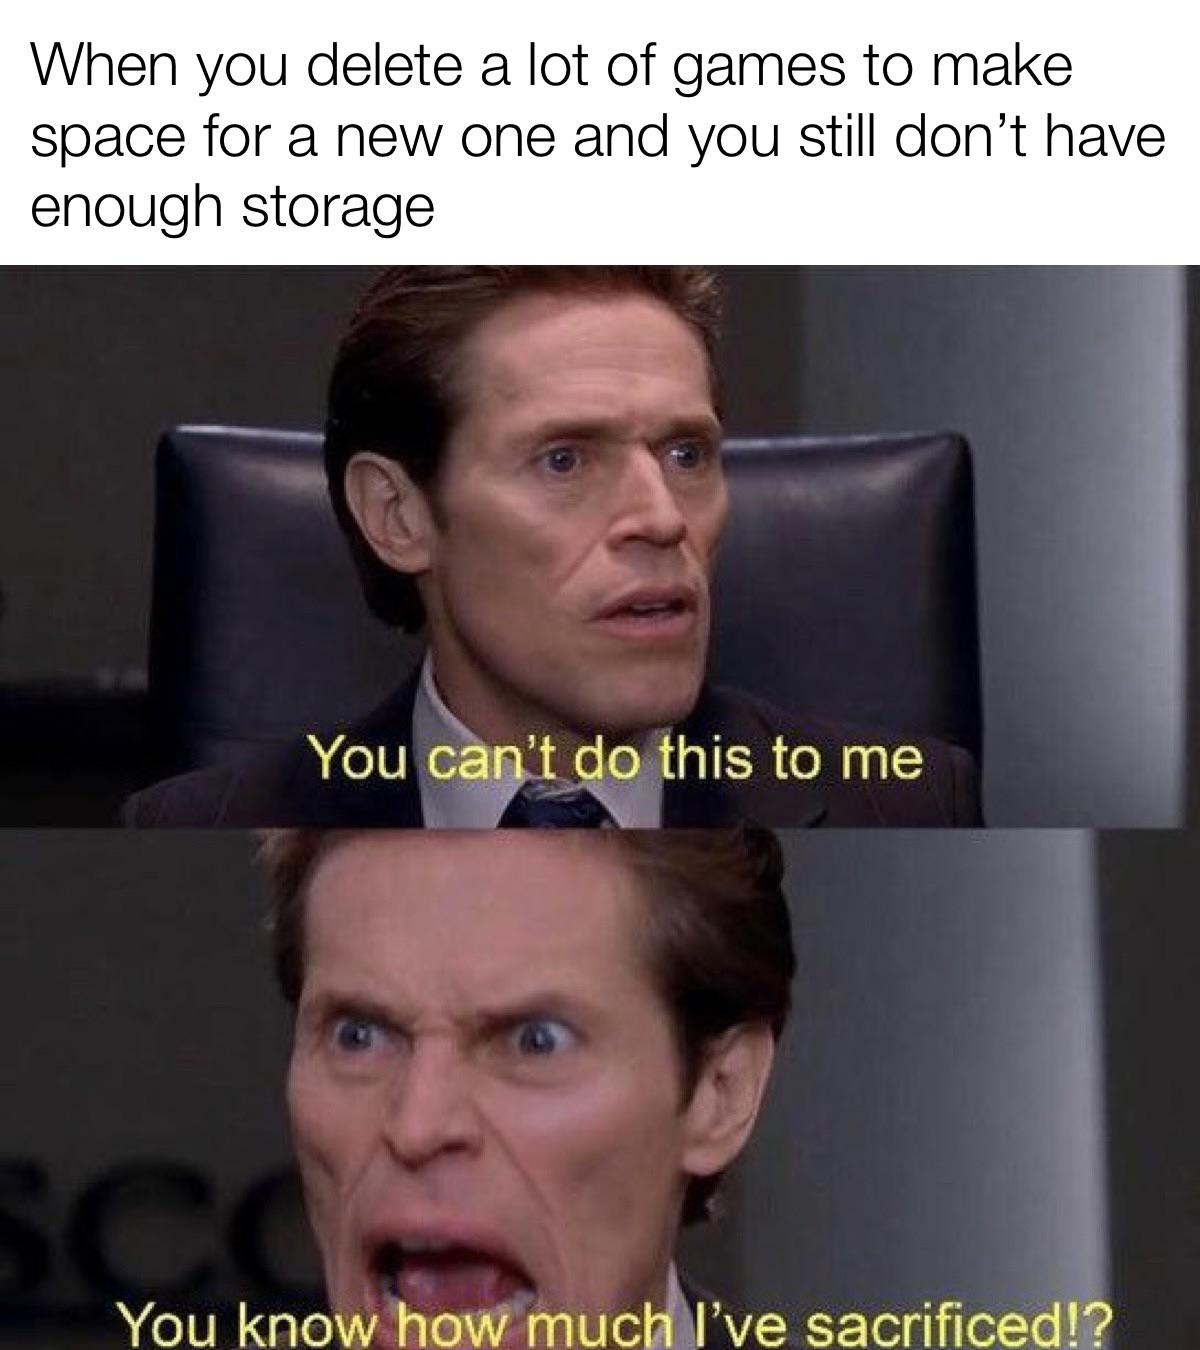 When you delete a lot of games to make
space for a new one and you still don’t have
enough storage
You can’t do this to me
SCO
You know how much I’ve sacrificed!?